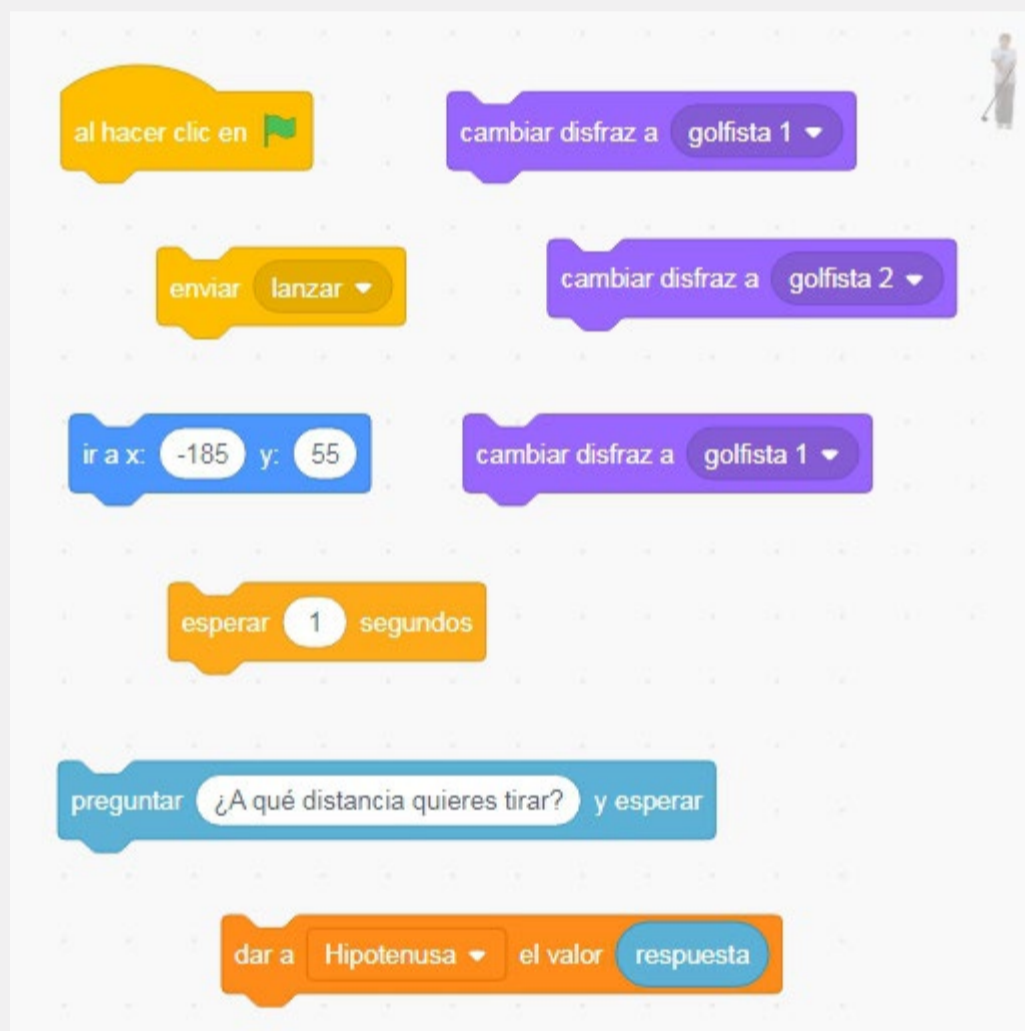 al hacer clic en
cambiar disfraz a golfista 1
enviar lanzar
cambiar disfraz a golfista 2
ir a x: -185 y: 55
cambiar disfraz a golfista 1
esperar 1 segundos
preguntar ¿A qué distancia quieres tirar? y esperar
dar a Hipotenusa el valor respuesta